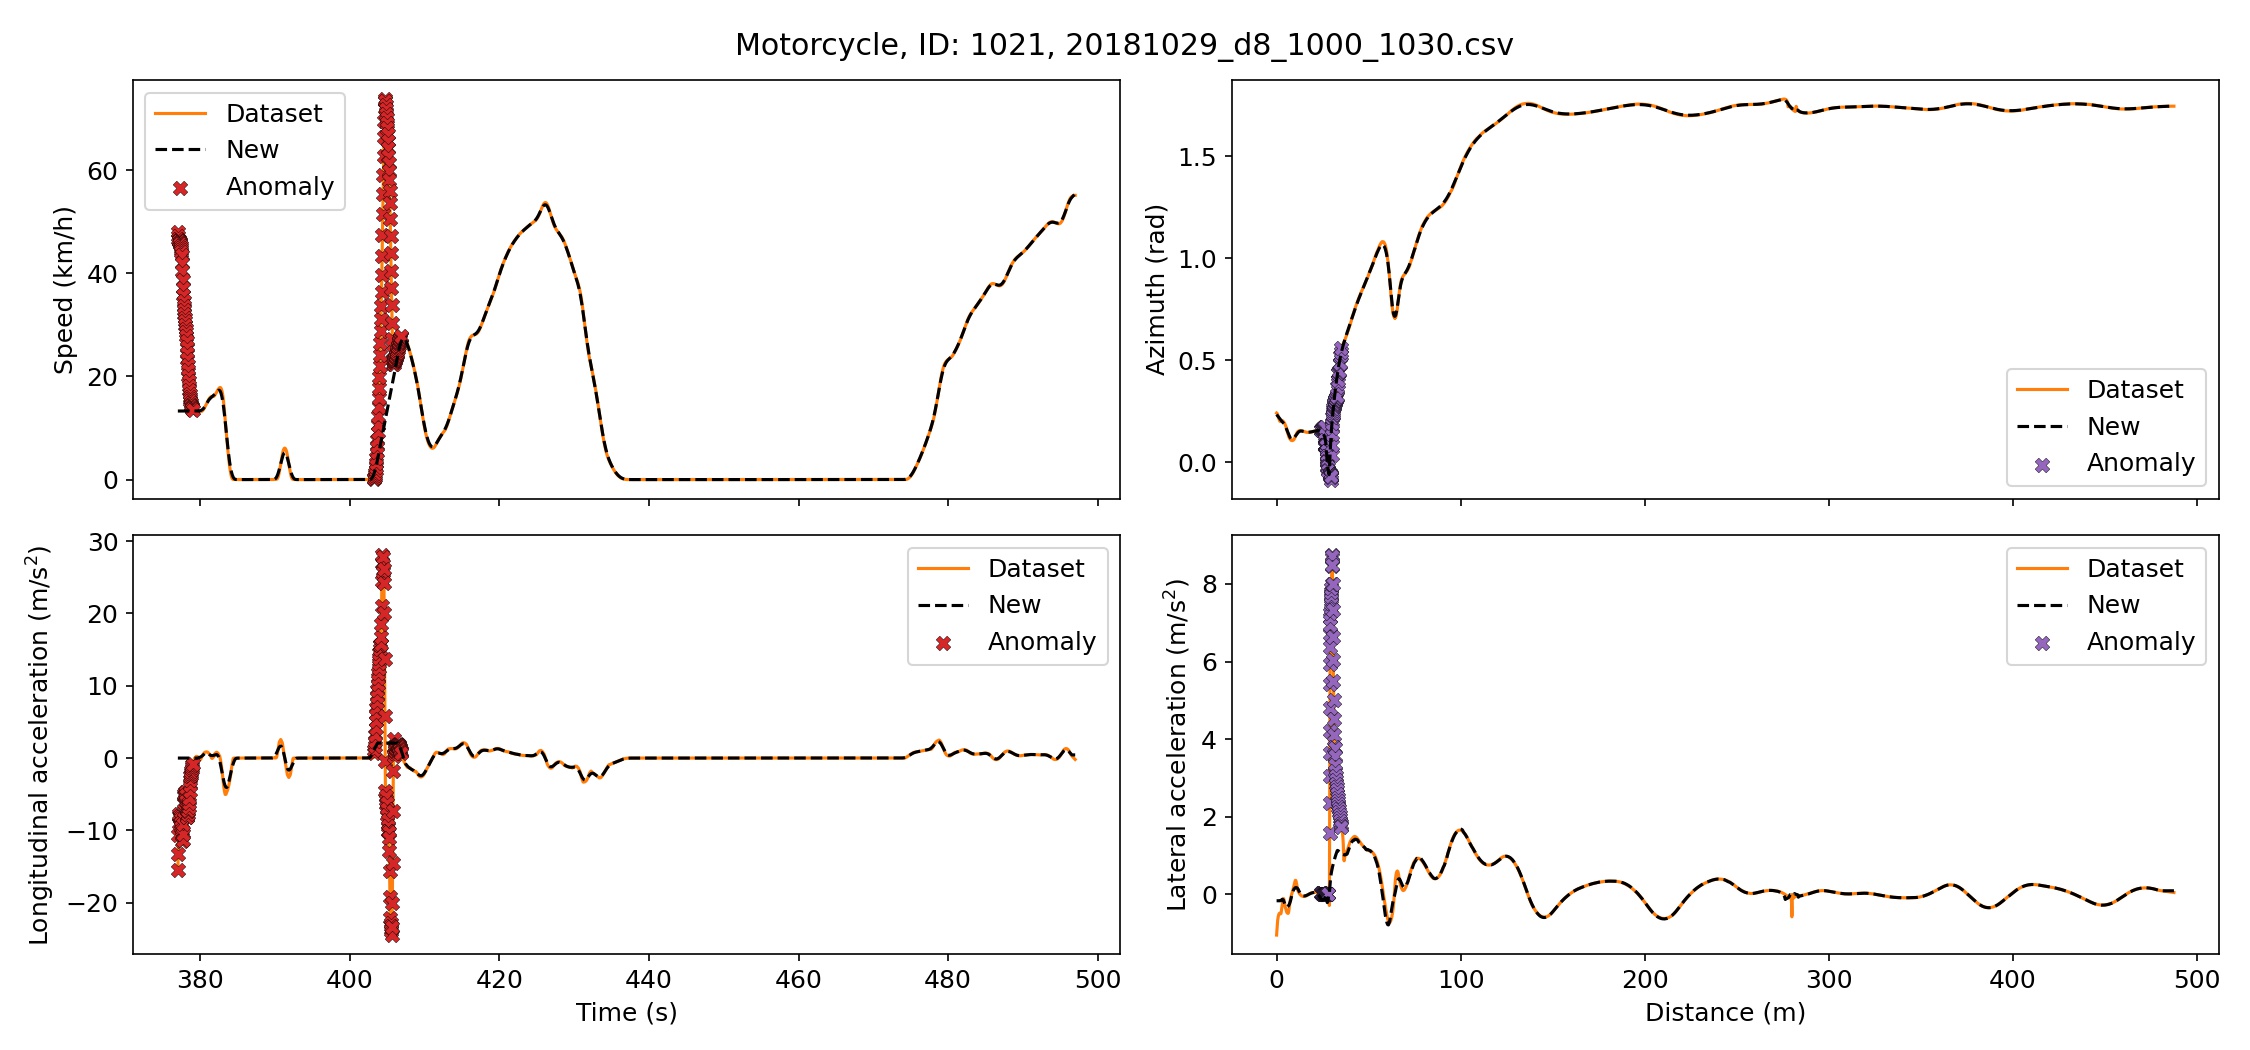 Motorcycle, ID: 1021, 20181029_d8_1000_1030.csv
Speed (km/h)
60
40
20
0
Dataset
New
Anomaly
Azimuth (rad)
1.5
1.0
0.5
0.0
Dataset
New
Anomaly
Longitudinal acceleration (m/s²)
30
20
10
0
−10
−20
Dataset
New
Anomaly
380 400 420 440 460 480 500
Time (s)
Lateral acceleration (m/s²)
8
6
4
2
0
Dataset
New
Anomaly
0 100 200 300 400 500
Distance (m)